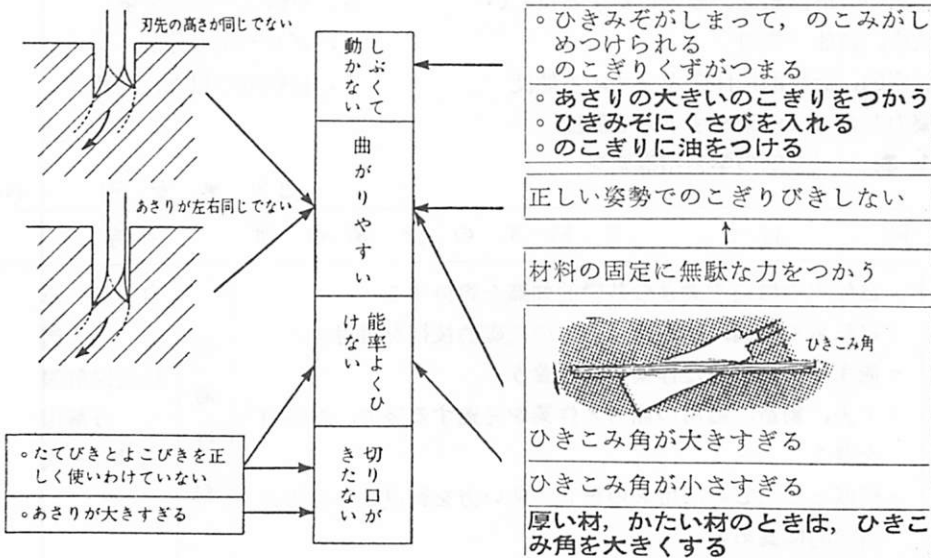 刃先の高さが同じでない
あさりが左右同じでない
◦たてびきとよこびきを正
しく使いわけていない
◦あさりが大きすぎる
しぶくて
動かない
曲がりやすい
能率よくひ
けない
切り口が
きたない
◦ひきみぞがしまって，のこみがし
めつけられる
◦のこぎりくずがつまる
◦あさりの大きいのこぎりをつかう
◦ひきみぞにくさびを入れる
◦のこぎりに油をつける
正しい姿勢でのこぎりびきしない
材料の固定に無駄な力をつかう
ひきこみ角
ひきこみ角が大きすぎる
ひきこみ角が小さすぎる
厚い材，かたい材のときは，ひきこ
み角を大きくする